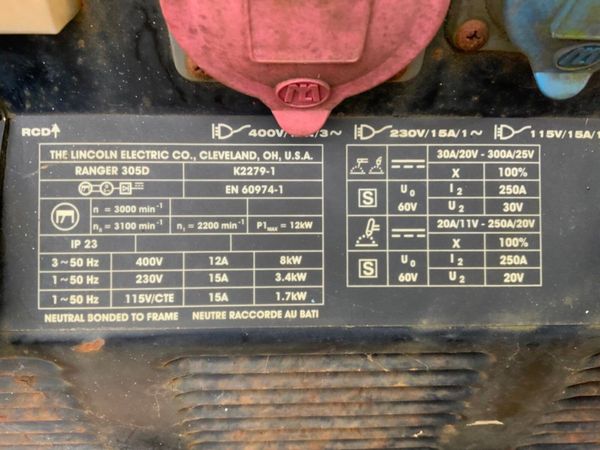 RCD 400V/ /3~ 230V/15A/1~ 115V/15A/1
THE LINCOLN ELECTRIC CO., CLEVELAND, OH, U.S.A.
RANGER 305D K2279-1
EN 60974-1
n = 3000 min⁻¹
n₀ = 3100 min⁻¹ n₁ = 2200 min⁻¹ P1MAX = 12kW
IP 23
3~50 Hz 400V 12A 8kW
1~50 Hz 230V 15A 3.4kW
1~50 Hz 115V/CTE 15A 1.7kW
NEUTRAL BONDED TO FRAME NEUTRE RACCORDE AU BATI
30A/20V - 300A/25V
X 100%
S U₀ I₂ 250A
60V U₂ 30V
20A/11V - 250A/20V
X 100%
S U₀ I₂ 250A
60V U₂ 20V